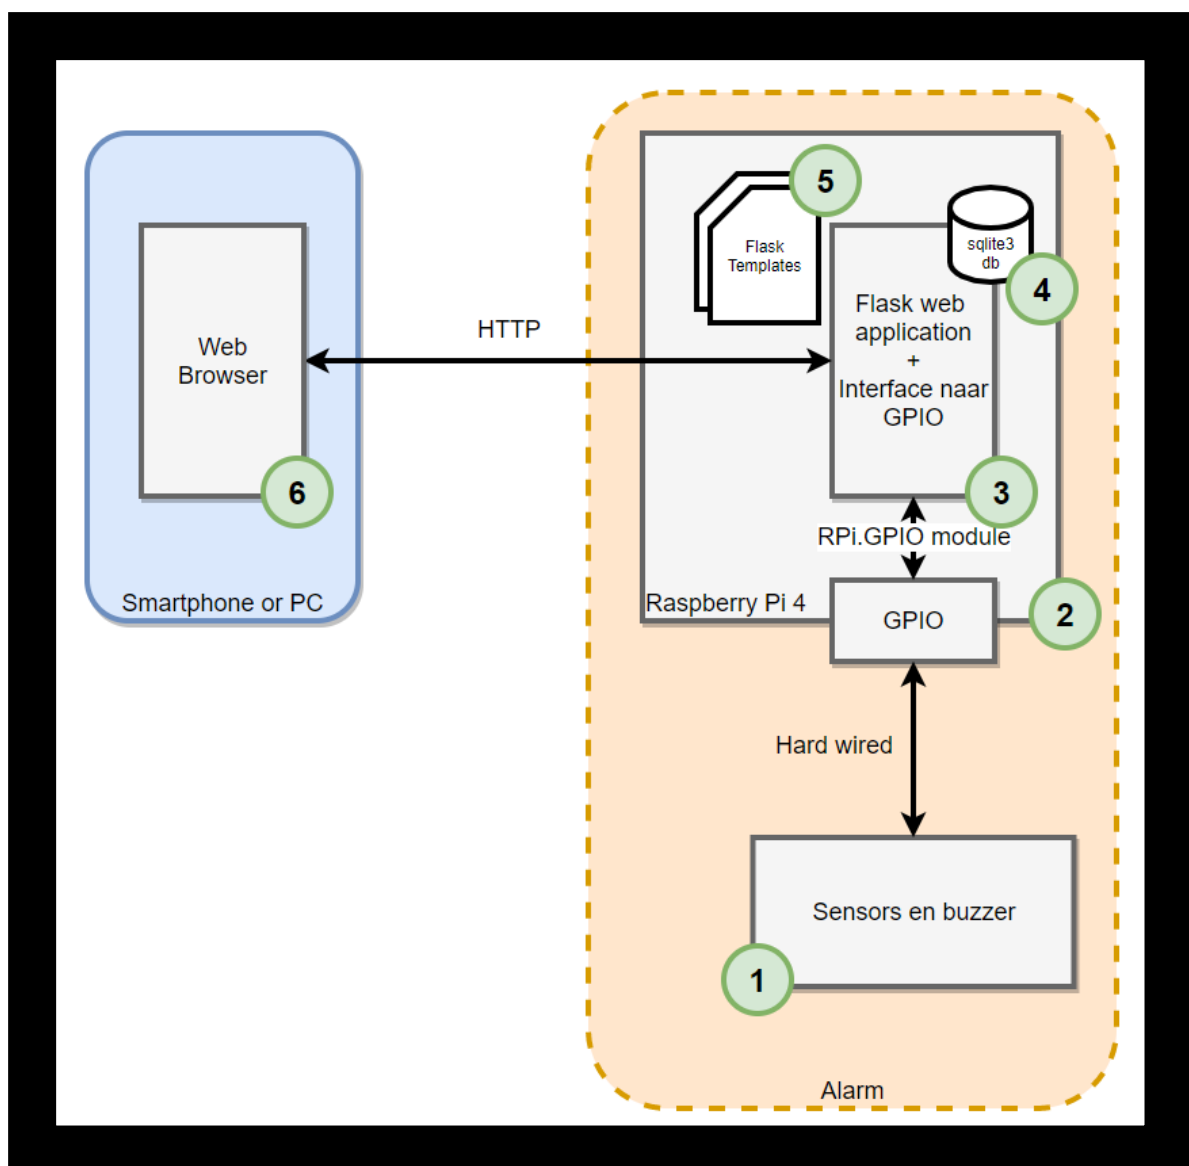 5
Flask
Templates
sqlite3
db
4
Flask web
application
+
Interface naar
GPIO
3
HTTP
Web
Browser
6
Smartphone or PC
RPi.GPIO module
Raspberry Pi 4
GPIO
2
Hard wired
Sensors en buzzer
1
Alarm